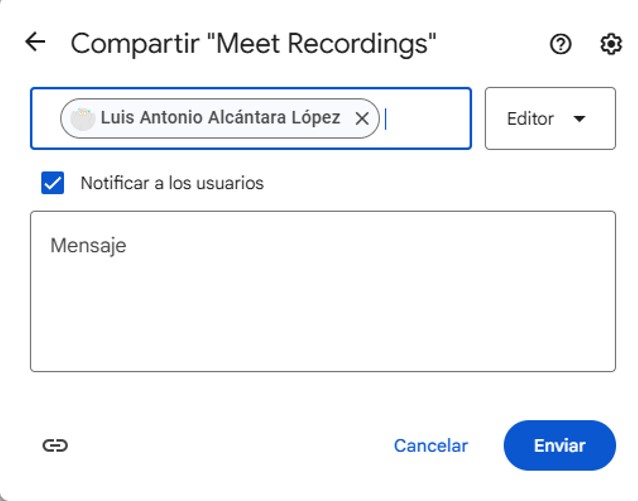 Compartir "Meet Recordings"
Luis Antonio Alcántara López
Editor
Notificar a los usuarios
Mensaje
Cancelar
Enviar